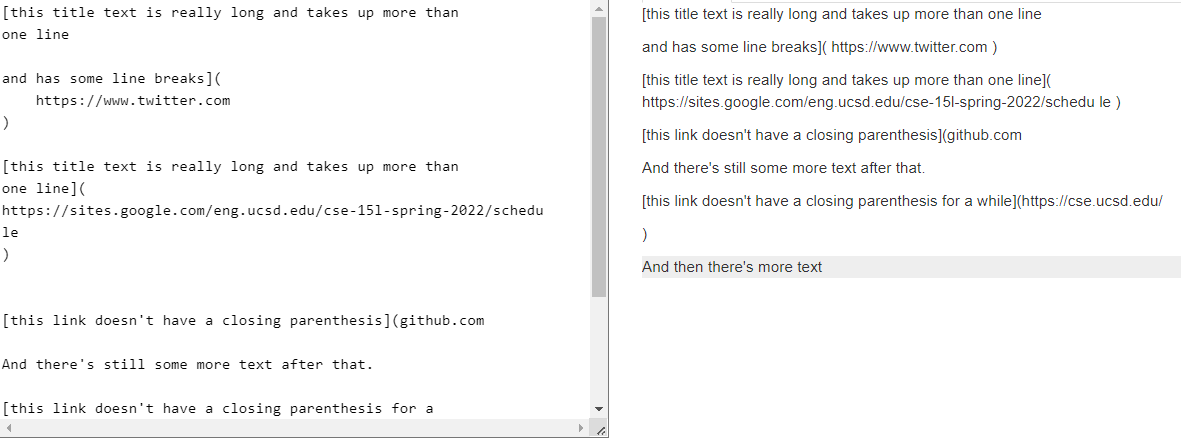 [this title text is really long and takes up more than
one line
and has some line breaks](
https://www.twitter.com
)
[this title text is really long and takes up more than
one line](
https://sites.google.com/eng.ucsd.edu/cse-15l-spring-2022/schedu
le
)
[this link doesn't have a closing parenthesis](github.com
And there's still some more text after that.
[this link doesn't have a closing parenthesis for a
[this title text is really long and takes up more than one line
and has some line breaks]( https://www.twitter.com )
[this title text is really long and takes up more than one line](
https://sites.google.com/eng.ucsd.edu/cse-15l-spring-2022/schedu le )
[this link doesn't have a closing parenthesis](github.com
And there's still some more text after that.
[this link doesn't have a closing parenthesis for a while](https://cse.ucsd.edu/
)
And then there's more text